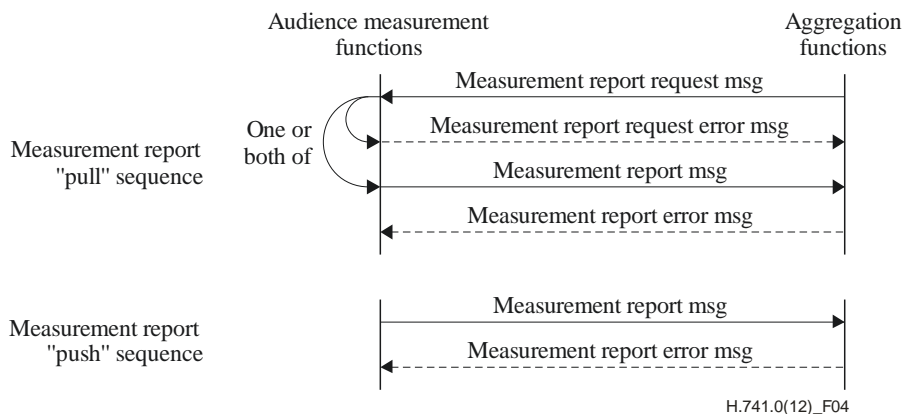 Audience measurement
functions
Aggregation
functions
Measurement report request msg
One or
both of
Measurement report request error msg
Measurement report
"pull" sequence
Measurement report msg
Measurement report error msg
Measurement report
"push" sequence
Measurement report msg
Measurement report error msg
H.741.0(12)_F04